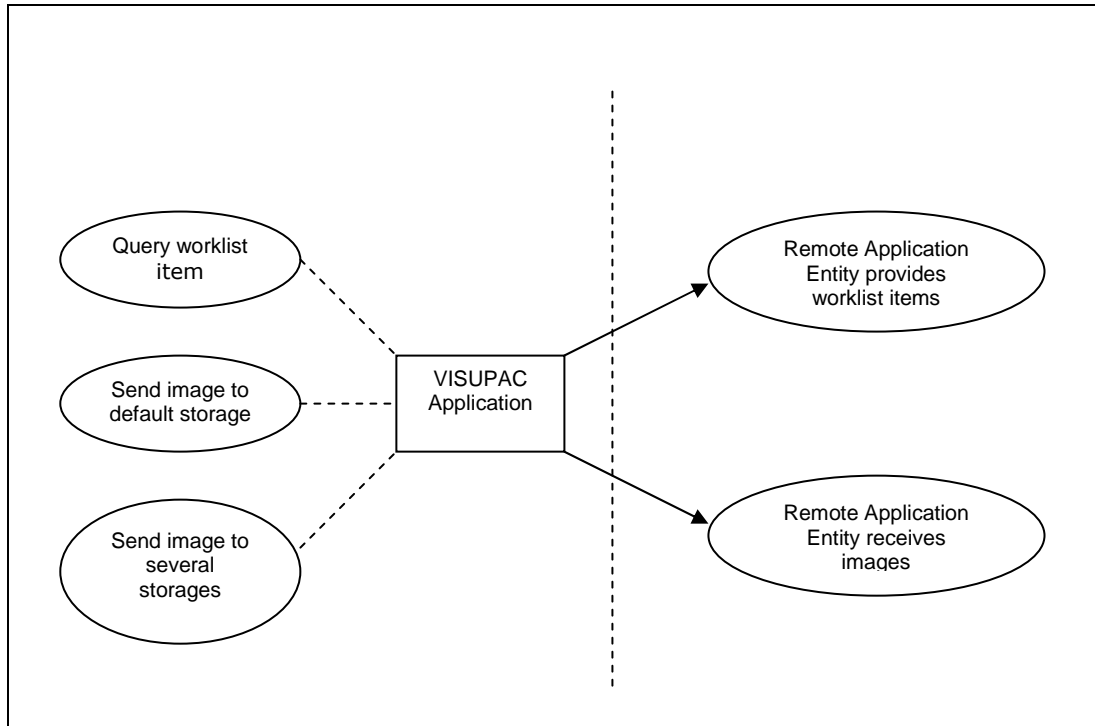 Query worklist
item
Send image to
default storage
Send image to
several
storages
VISUPAC
Application
Remote Application
Entity provides
worklist items
Remote Application
Entity receives
images